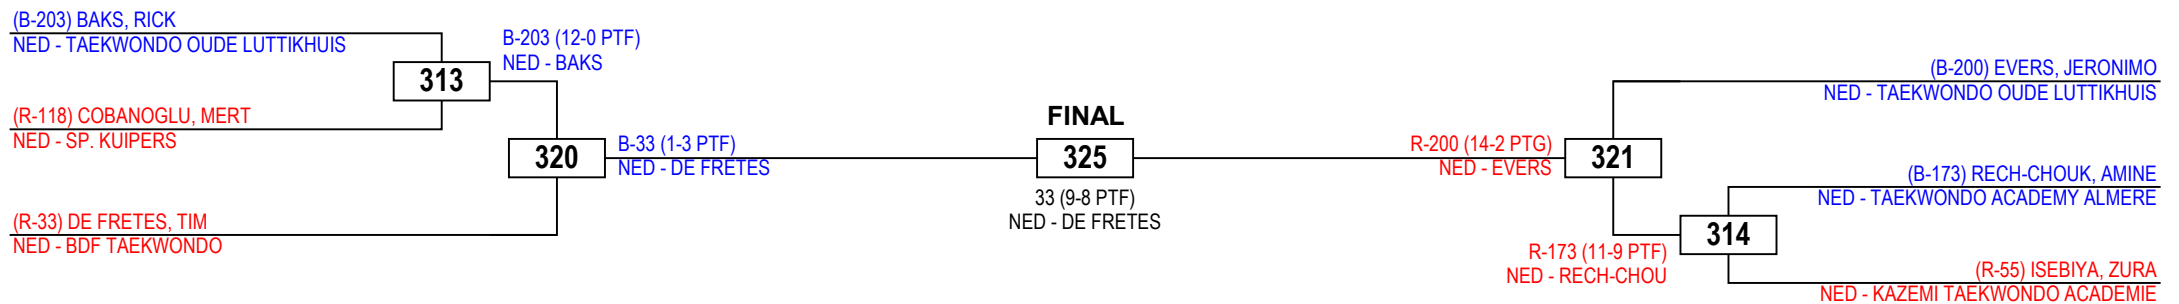 (B-203) BAKS, RICK
NED - TAEKWONDO OUDE LUTTIKHUIS
B-203 (12-0 PTF)
NED - BAKS
313
(R-118) COBANOGLU, MERT
NED - SP. KUIPERS
320
B-33 (1-3 PTF)
NED - DE FRETES
(R-33) DE FRETES, TIM
NED - BDF TAEKWONDO
FINAL
325
33 (9-8 PTF)
NED - DE FRETES
R-200 (14-2 PTG)
NED - EVERS
321
(B-200) EVERS, JERONIMO
NED - TAEKWONDO OUDE LUTTIKHUIS
(B-173) RECH-CHOUK, AMINE
NED - TAEKWONDO ACADEMY ALMERE
314
R-173 (11-9 PTF)
NED - RECH-CHOU
(R-55) ISEBIYA, ZURA
NED - KAZEMI TAEKWONDO ACADEMIE